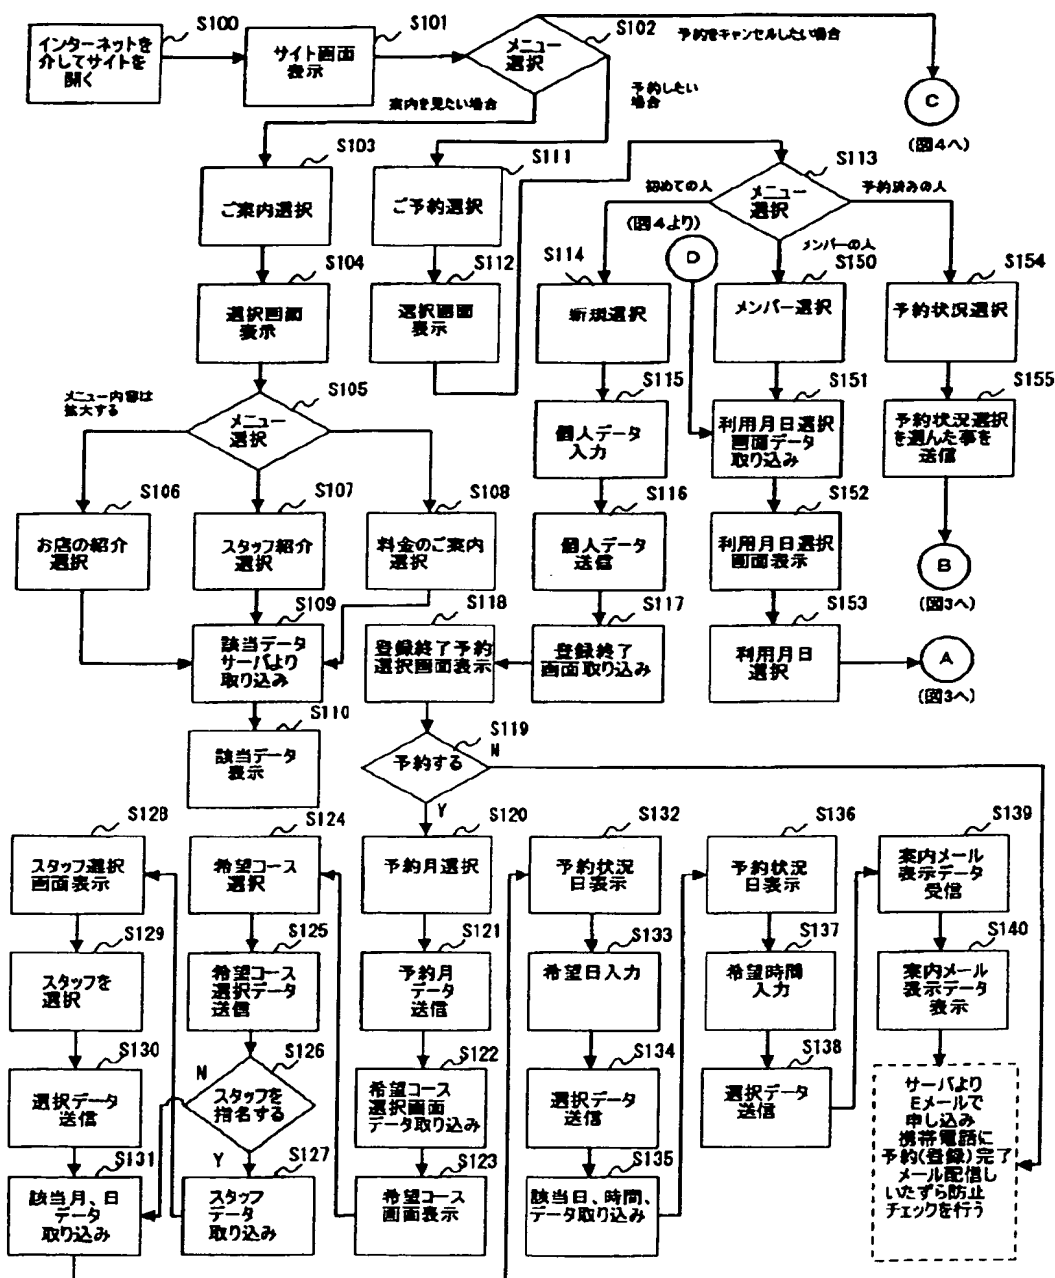 S100
インターネットを
介してサイトを
開く
S101
サイト画面
表示
S102
メニュー
選択
予約をキャンセルしたい場合
C
(図4へ)
案内を見たい場合
予約したい
場合
S103
ご案内選択
S111
ご予約選択
S113
メニュー
選択
初めての人
予約済みの人
メンバーの人
(図4より)
D
S104
選択画面
表示
S112
選択画面
表示
S114
新規選択
S150
メンバー選択
S154
予約状況選択
S105
メニュー
選択
メニュー内容は
拡大する
S115
個人データ
入力
S151
利用月日選択
画面データ
取り込み
S155
予約状況選択
を選んだ事を
送信
S106
お店の紹介
選択
S107
スタッフ紹介
選択
S108
料金のご案内
選択
S116
個人データ
送信
S152
利用月日選択
画面表示
B
(図3へ)
S109
該当データ
サーバより
取り込み
S118
登録終了予約
選択画面表示
S117
登録終了
画面取り込み
S153
利用月日
選択
A
(図3へ)
S110
該当データ
表示
S119
予約する
N
Y
S128
スタッフ選択
画面表示
S124
希望コース
選択
S120
予約月選択
S132
予約状況
日表示
S136
予約状況
日表示
S139
案内メール
表示データ
受信
S129
スタッフを
選択
S125
希望コース
選択データ
送信
S121
予約月
データ
送信
S133
希望日入力
S137
希望時間
入力
S140
案内メール
表示データ
表示
S130
選択データ
送信
S126
スタッフを
指名する
N
Y
S122
希望コース
選択画面
データ取り込み
S134
選択データ
送信
S138
選択データ
送信
サーバより
Eメールで
申し込み
携帯電話に
予約(登録)完了
メール配信し
いたずら防止
チェックを行う
S131
該当月、日
データ
取り込み
S127
スタッフ
データ
取り込み
S123
希望コース
画面表示
S135
該当日、時間、
データ取り込み